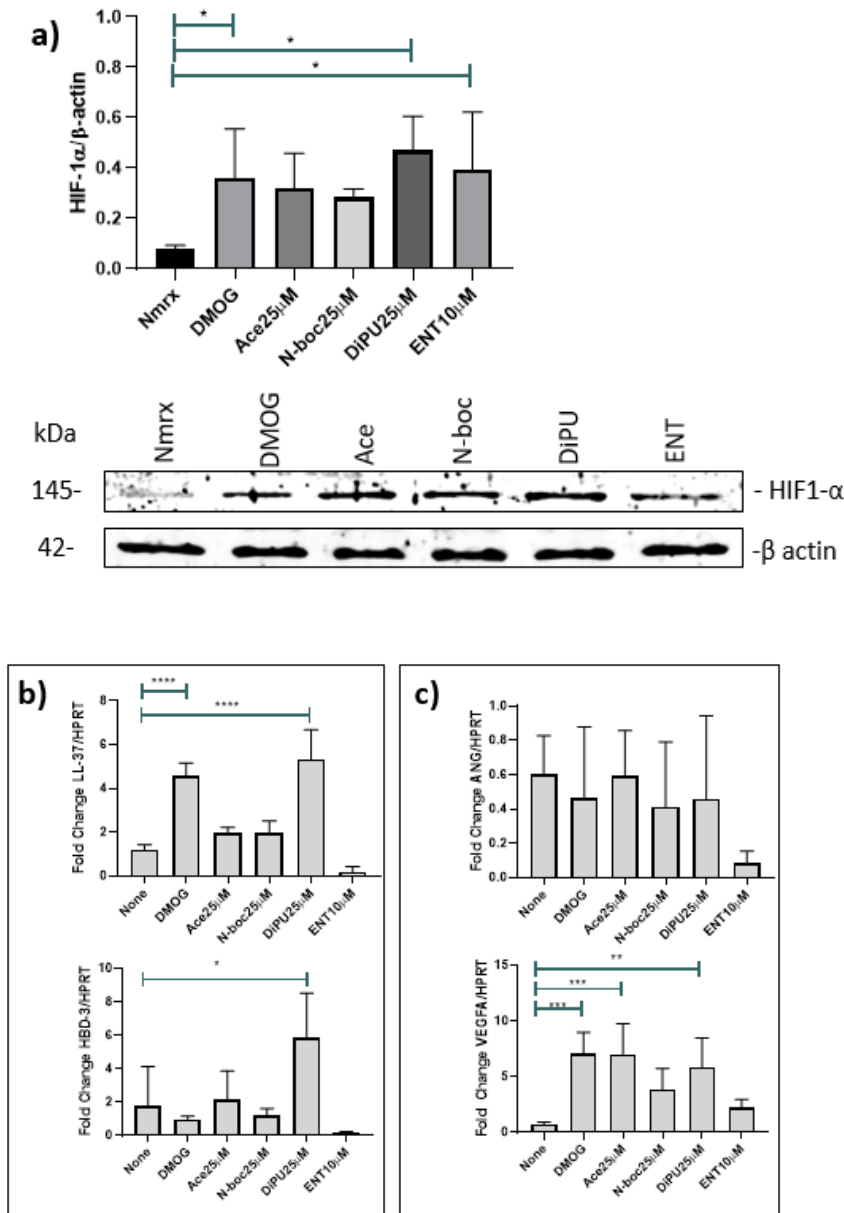 a)
HIF-1α/β-actin
1.0
0.8
0.6
0.4
0.2
0.0
*
*
*
Nmrx
DMOG
Ace25μM
N-boc25μM
DiPU25μM
ENT10μM
kDa
Nmrx
DMOG
Ace
N-boc
DiPU
ENT
145-
- HIF1-α
42-
-β actin
b)
Fold Change LL-37/HPRT
8
6
4
2
0
****
****
None
DMOG
Ace25μM
N-boc25μM
DiPU25μM
ENT10μM
Fold Change HBD-3/HPRT
10
8
6
4
2
0
*
None
DMOG
Ace25μM
N-boc25μM
DiPU25μM
ENT10μM
c)
Fold Change ANG/HPRT
1.0
0.8
0.6
0.4
0.2
0.0
None
DMOG
Ace25μM
N-boc25μM
DiPU25μM
ENT10μM
Fold Change VEGFA/HPRT
15
10
5
0
**
***
***
None
DMOG
Ace25μM
N-boc25μM
DiPU25μM
ENT10μM